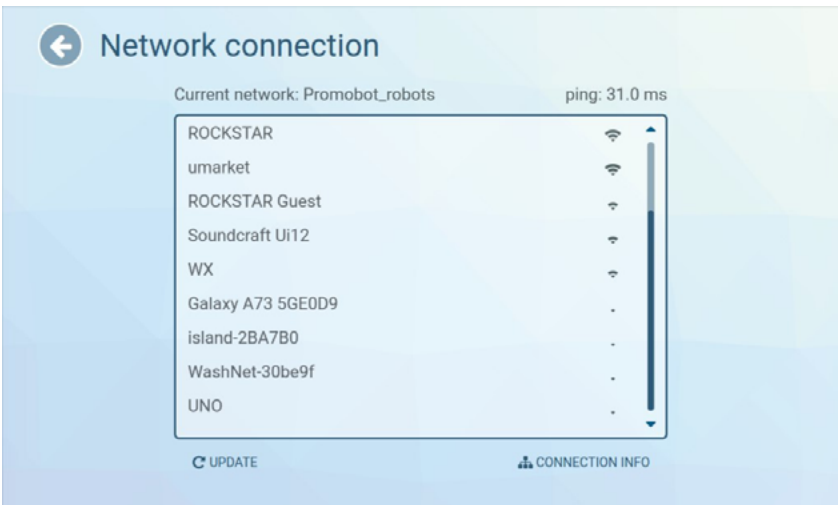 Network connection
Current network: Promobot_robots ping: 31.0 ms
ROCKSTAR
umarket
ROCKSTAR Guest
Soundcraft Ui12
WX
Galaxy A73 5GE0D9
island-2BA7B0
WashNet-30be9f
UNO
UPDATE CONNECTION INFO